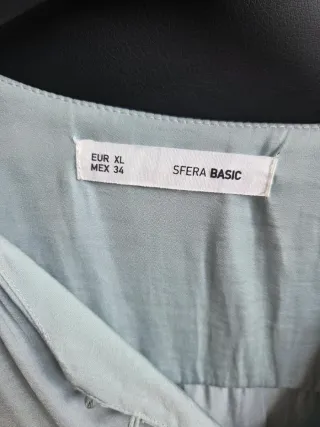 EUR XL
MEX 34
SFERA BASIC